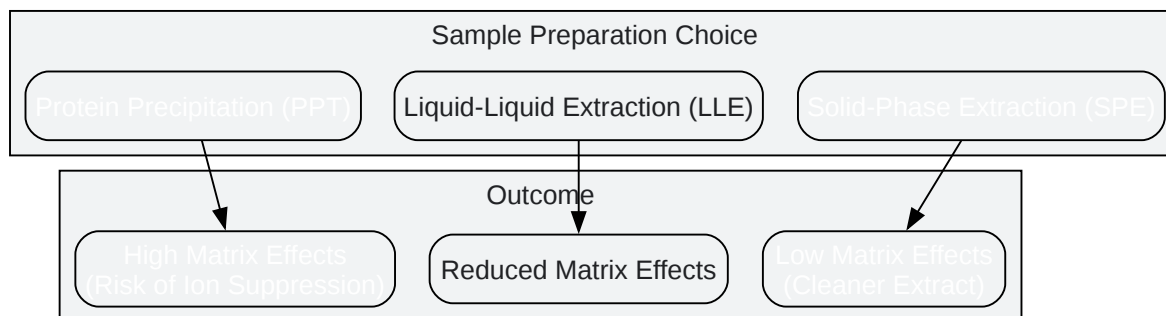 Sample Preparation Choice
Protein Precipitation (PPT)
Liquid-Liquid Extraction (LLE)
Solid-Phase Extraction (SPE)
Outcome
High Matrix Effects
(Risk of Ion Suppression)
Reduced Matrix Effects
Low Matrix Effects
(Cleaner Extract)